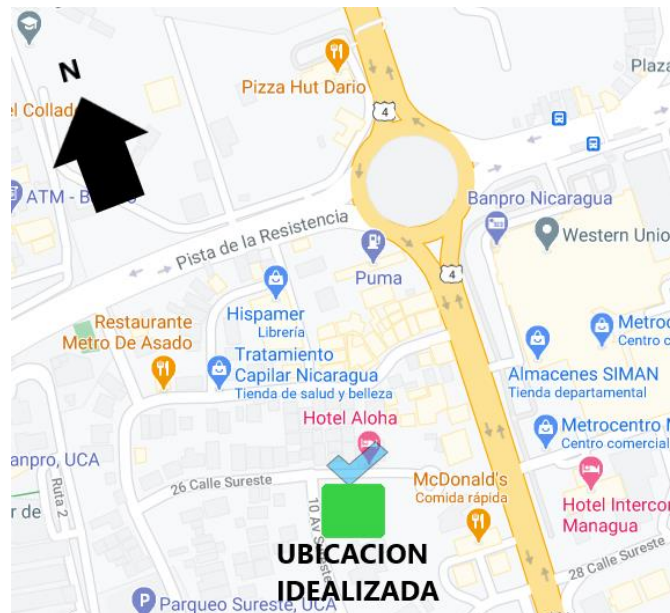 N
Pizza Hut Dario
4
Plaza
el Collad
ATM - B
Pista de la Resistencia
Banpro Nicaragua
Western Unio
Puma
4
Hispamer
Librería
Restaurante
Metro De Asado
Metroc
Centro c
Tratamiento
Capilar Nicaragua
Tienda de salud y belleza
Almacenes SIMAN
Tienda departamental
Hotel Aloha
Metrocentro M
Centro comercial
anpro, UCA
Ruta 2
26 Calle Sureste
McDonald's
Comida rápida
Hotel Interco
Managua
r de
10 Av Sureste
UBICACION
IDEALIZADA
28 Calle Sureste
Parqueo Sureste, UCA